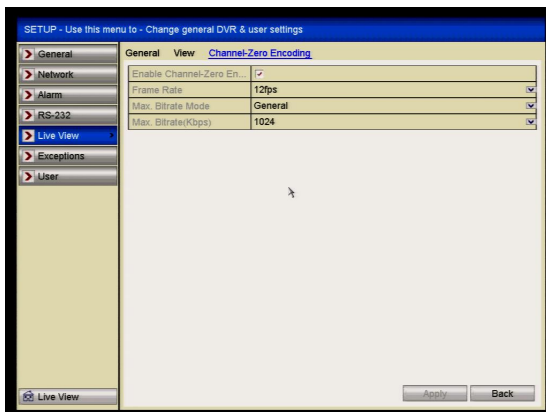 SETUP - Use this menu to - Change general DVR & user settings
General
Network
Alarm
RS-232
Live View
Exceptions
User
Live View
General View Channel-Zero Encoding
Enable Channel-Zero En...
Frame Rate 12fps
Max. Bitrate Mode General
Max. Bitrate(Kbps) 1024
Apply Back